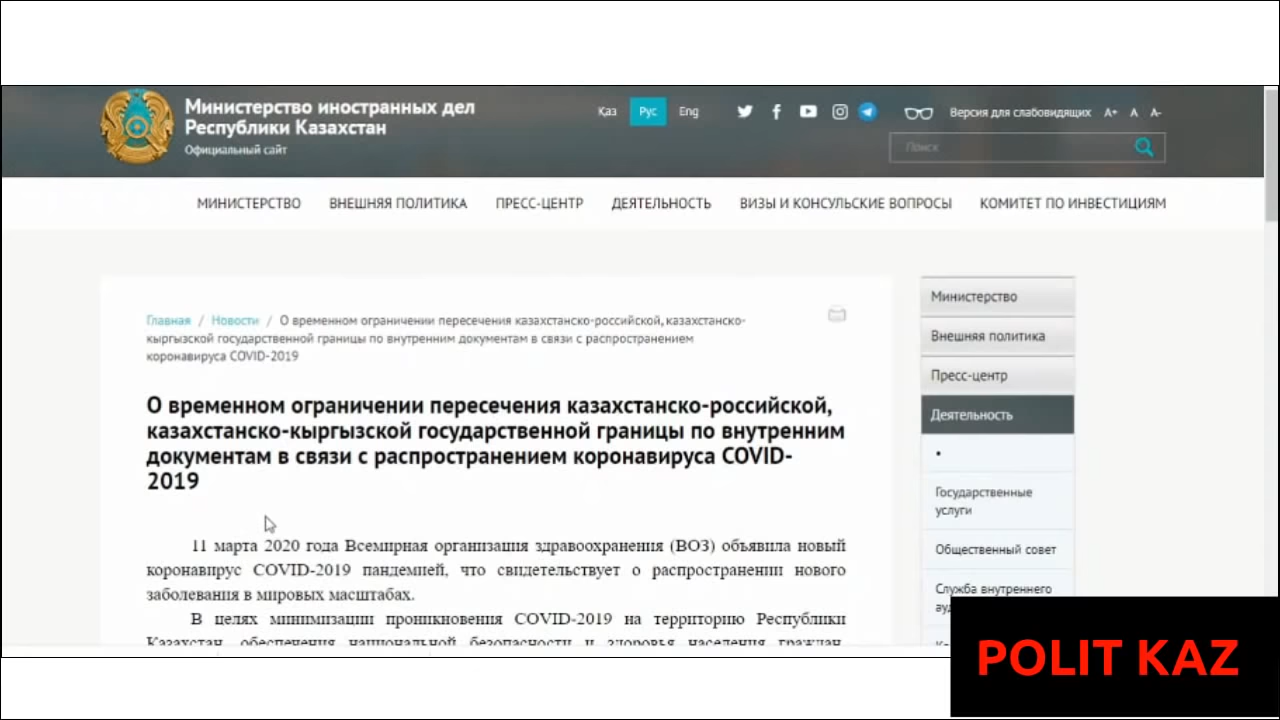 Министерство иностранных дел
Республики Казахстан
Официальный сайт
Қаз Рус Eng
Версия для слабовидящих A+ A A-
Поиск
МИНИСТЕРСТВО ВНЕШНЯЯ ПОЛИТИКА ПРЕСС-ЦЕНТР ДЕЯТЕЛЬНОСТЬ ВИЗЫ И КОНСУЛЬСКИЕ ВОПРОСЫ КОМИТЕТ ПО ИНВЕСТИЦИЯМ
Главная / Новости / О временном ограничении пересечения казахстанско-российской, казахстанско-
кыргызской государственной границы по внутренним документам в связи с распространением
коронавируса COVID-2019
О временном ограничении пересечения казахстанско-российской,
казахстанско-кыргызской государственной границы по внутренним
документам в связи с распространением коронавируса COVID-
2019
11 марта 2020 года Всемирная организация здравоохранения (ВОЗ) объявила новый
коронавирус COVID-2019 пандемией, что свидетельствует о распространении нового
заболевания в мировых масштабах.
В целях минимизации проникновения COVID-2019 на территорию Республики
Казахстан, обеспечения национальной безопасности и здоровья населения граждан,
Министерство
Внешняя политика
Пресс-центр
Деятельность
•
Государственные
услуги
Общественный совет
Служба внутреннего
POLIT KAZ